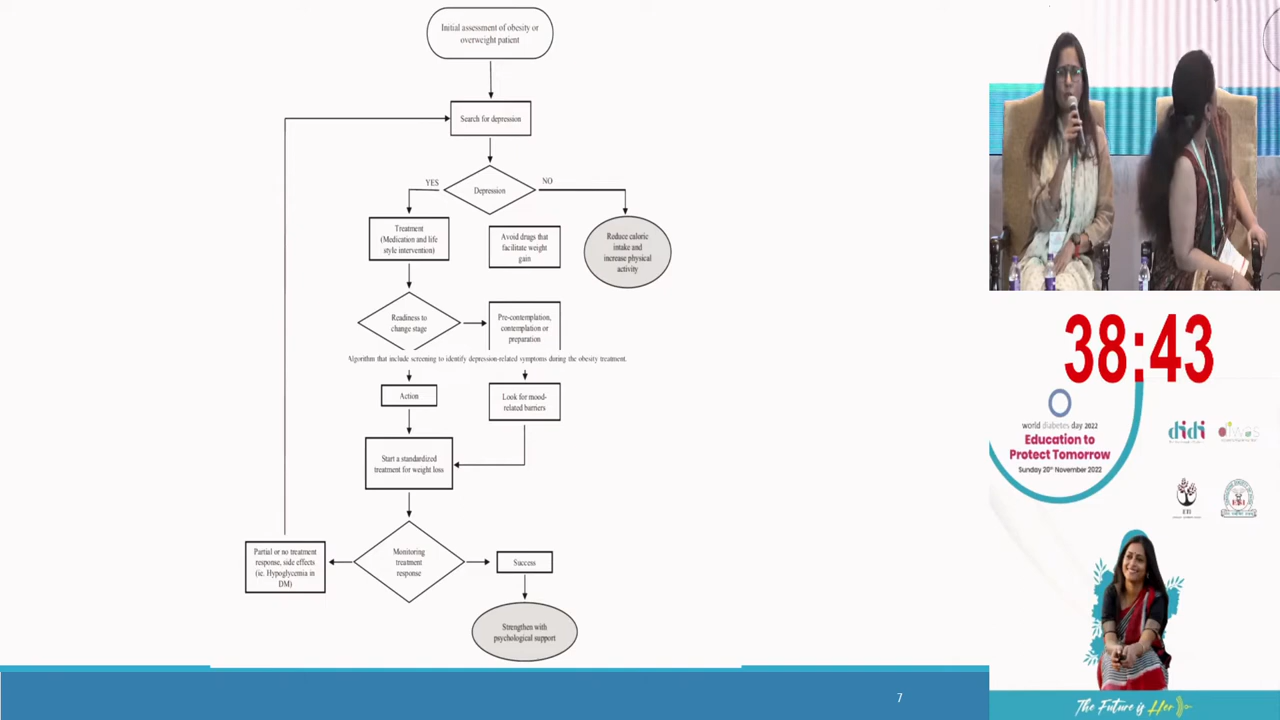 Initial assessment of obesity or
overweight patient
Search for depression
YES
Depression
NO
Treatment
(Medication and life
style intervention)
Avoid drugs that
facilitate weight
gain
Reduce caloric
intake and
increase physical
activity
Readiness to
change stage
Pre-contemplation,
contemplation or
preparation
Algorithm that include screening to identify depression-related symptoms during the obesity treatment.
Action
Look for mood-
related barriers
Start a standardized
treatment for weight loss
Partial or no treatment
response, side effects
(ie. Hypoglycemia in
DM)
Monitoring
treatment
response
Success
Strengthen with
psychological support
7
38:43
world diabetes day 2022
Education to
Protect Tomorrow
Sunday 20th November 2022
didi
The Future is Her